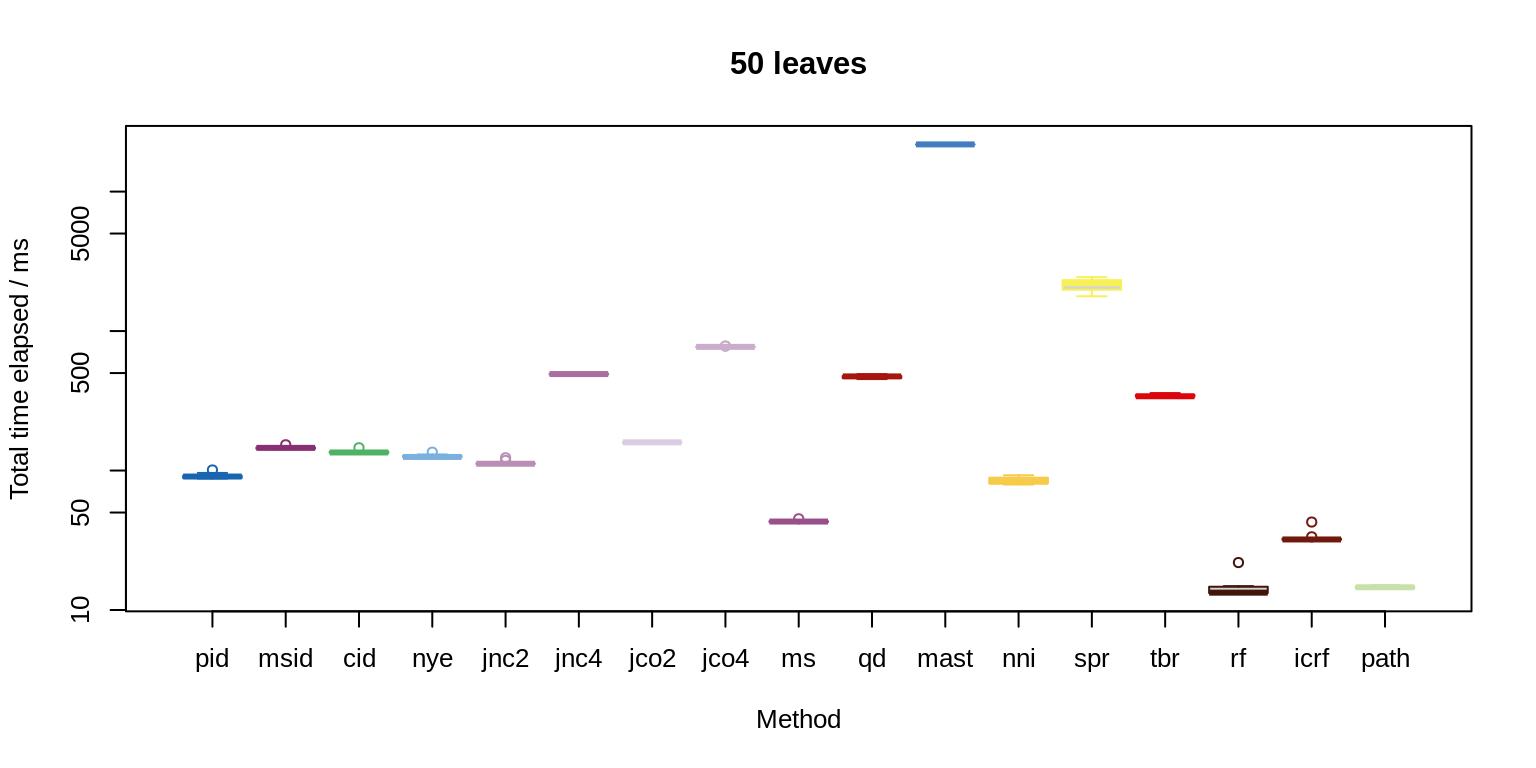 50 leaves
Total time elapsed / ms
5000
500
50
10
pid msid cid nye jnc2 jnc4 jco2 jco4 ms qd mast nni spr tbr rf icrf path
Method